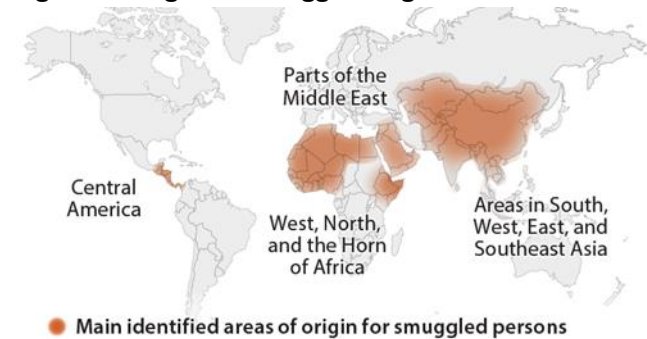 Parts of the
Middle East
Central
America
West, North,
and the Horn
of Africa
Areas in South,
West, East, and
Southeast Asia
Main identified areas of origin for smuggled persons